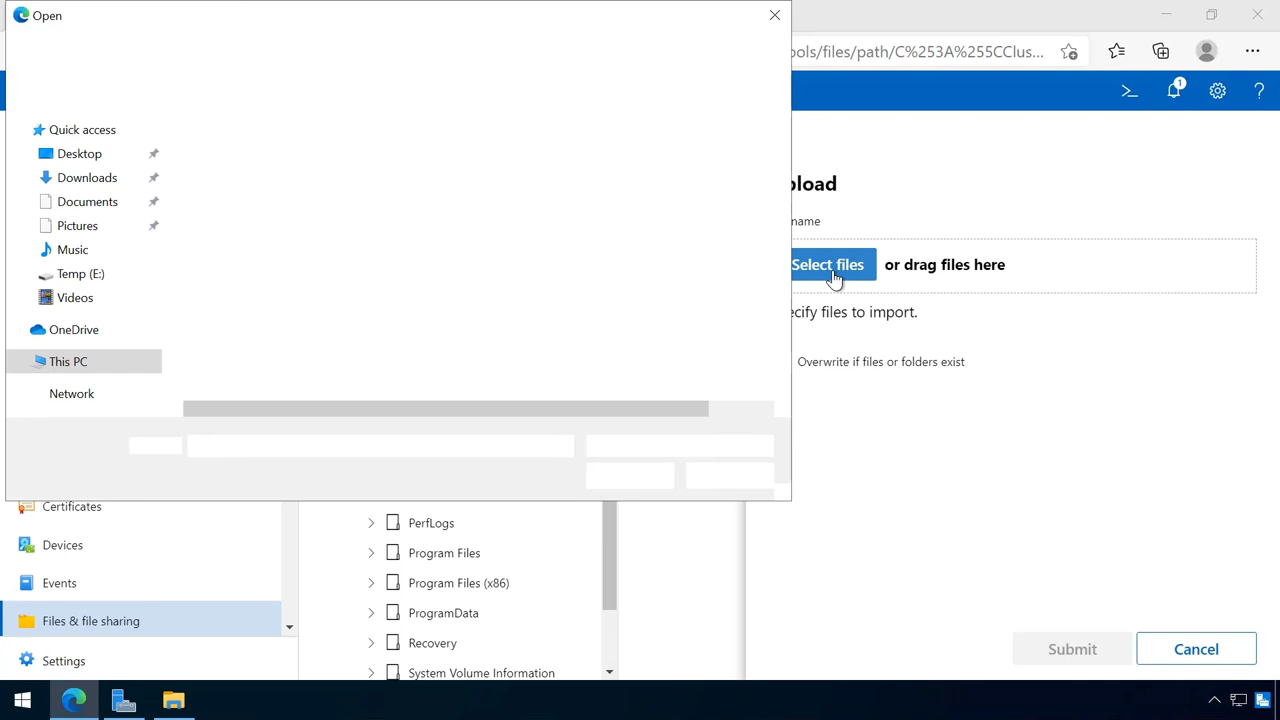 Open
ools/files/path/C%253A%255CClus...
1
Quick access
Desktop
Downloads
Documents
Pictures
Music
Temp (E:)
Videos
OneDrive
This PC
Network
pload
name
Select files
or drag files here
ecify files to import.
Overwrite if files or folders exist
Certificates
Devices
Events
Files & file sharing
Settings
PerfLogs
Program Files
Program Files (x86)
ProgramData
Recovery
System Volume Information
Submit
Cancel